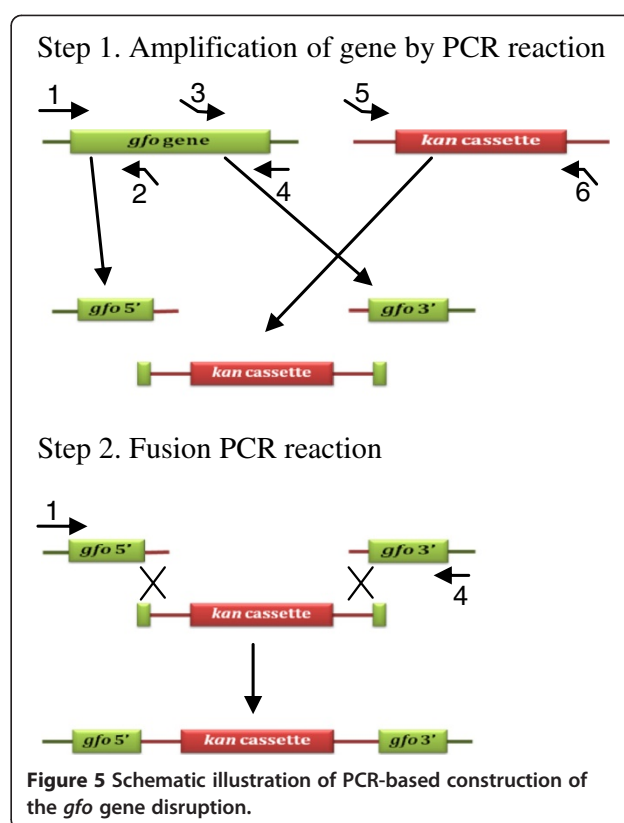 Step 1. Amplification of gene by PCR reaction
1
3
5
gfo gene
kan cassette
2
4
6
gfo 5'
gfo 3'
kan cassette
Step 2. Fusion PCR reaction
1
gfo 5'
gfo 3'
4
kan cassette
gfo 5'
kan cassette
gfo 3'
Figure 5 Schematic illustration of PCR-based construction of
the gfo gene disruption.